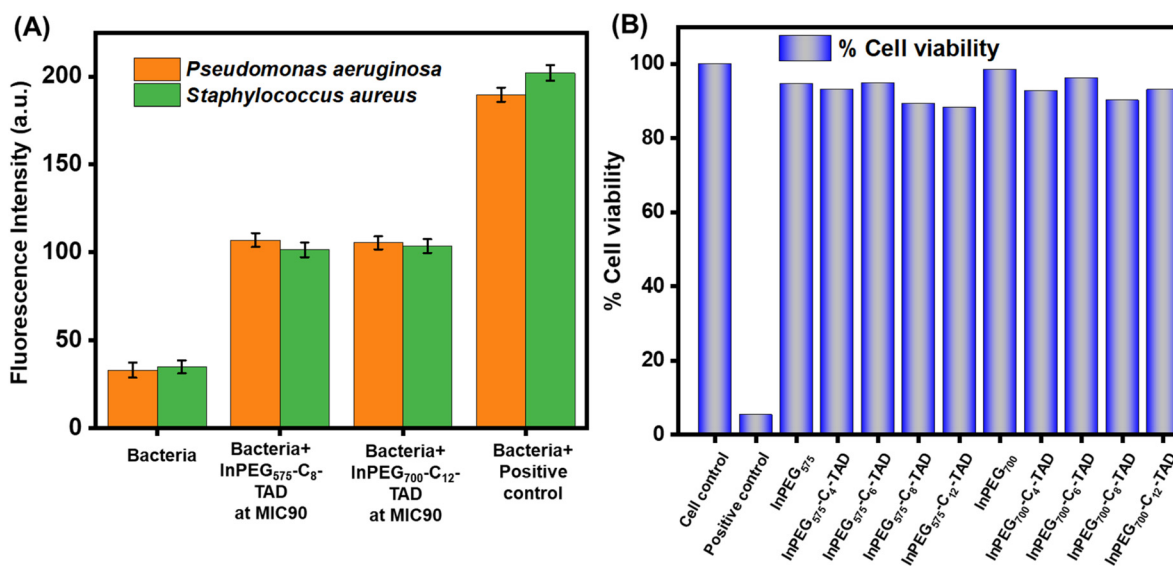 (A)
Fluorescence Intensity (a.u.)
200
150
100
50
0
Pseudomonas aeruginosa
Staphylococcus aureus
Bacteria
Bacteria+
InPEG₅₇₅-C₈-
TAD
at MIC90
Bacteria+
InPEG₇₀₀-C₁₂-
TAD
at MIC90
Bacteria+
Positive
control
(B)
% Cell viability
% Cell viability
100
80
60
40
20
0
Cell control
Positive control
InPEG₅₇₅
InPEG₅₇₅-C₄-TAD
InPEG₅₇₅-C₆-TAD
InPEG₅₇₅-C₈-TAD
InPEG₅₇₅-C₁₂-TAD
InPEG₇₀₀
InPEG₇₀₀-C₄-TAD
InPEG₇₀₀-C₆-TAD
InPEG₇₀₀-C₈-TAD
InPEG₇₀₀-C₁₂-TAD